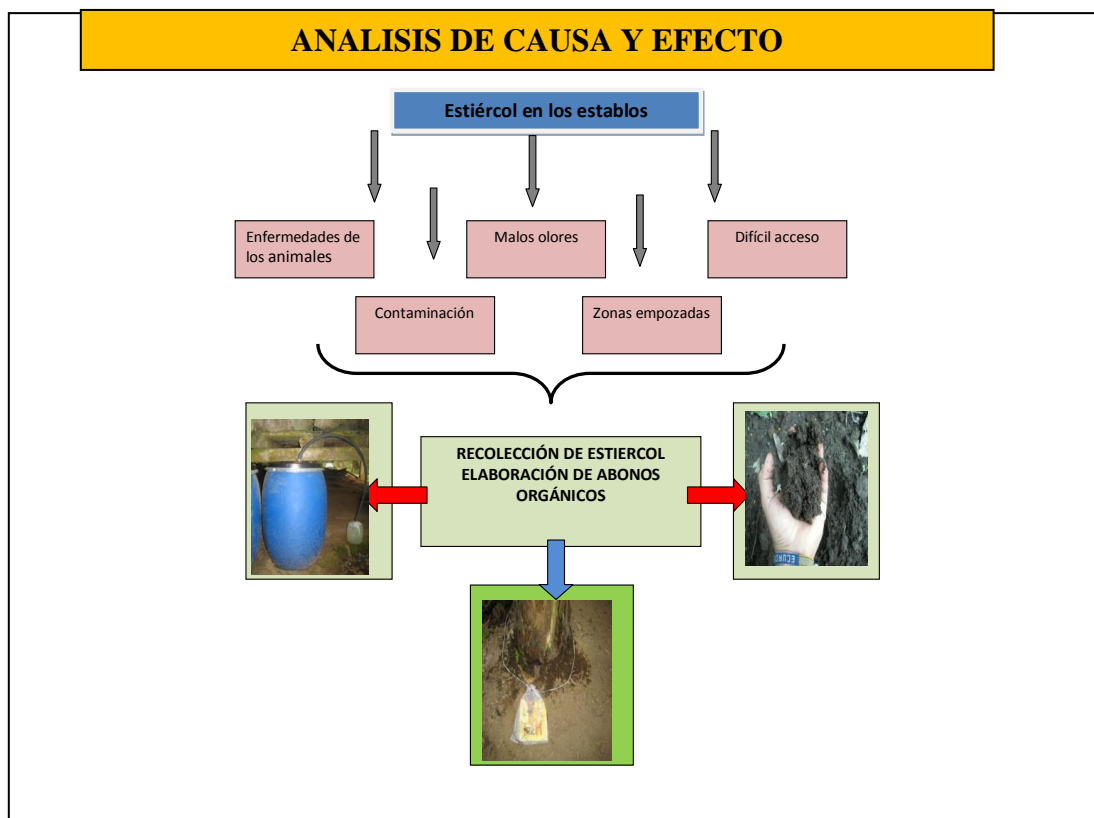 ANALISIS DE CAUSA Y EFECTO
Estiércol en los establos
Enfermedades de
los animales
Malos olores
Difícil acceso
Contaminación
Zonas empozadas
RECOLECCIÓN DE ESTIERCOL
ELABORACIÓN DE ABONOS
ORGÁNICOS